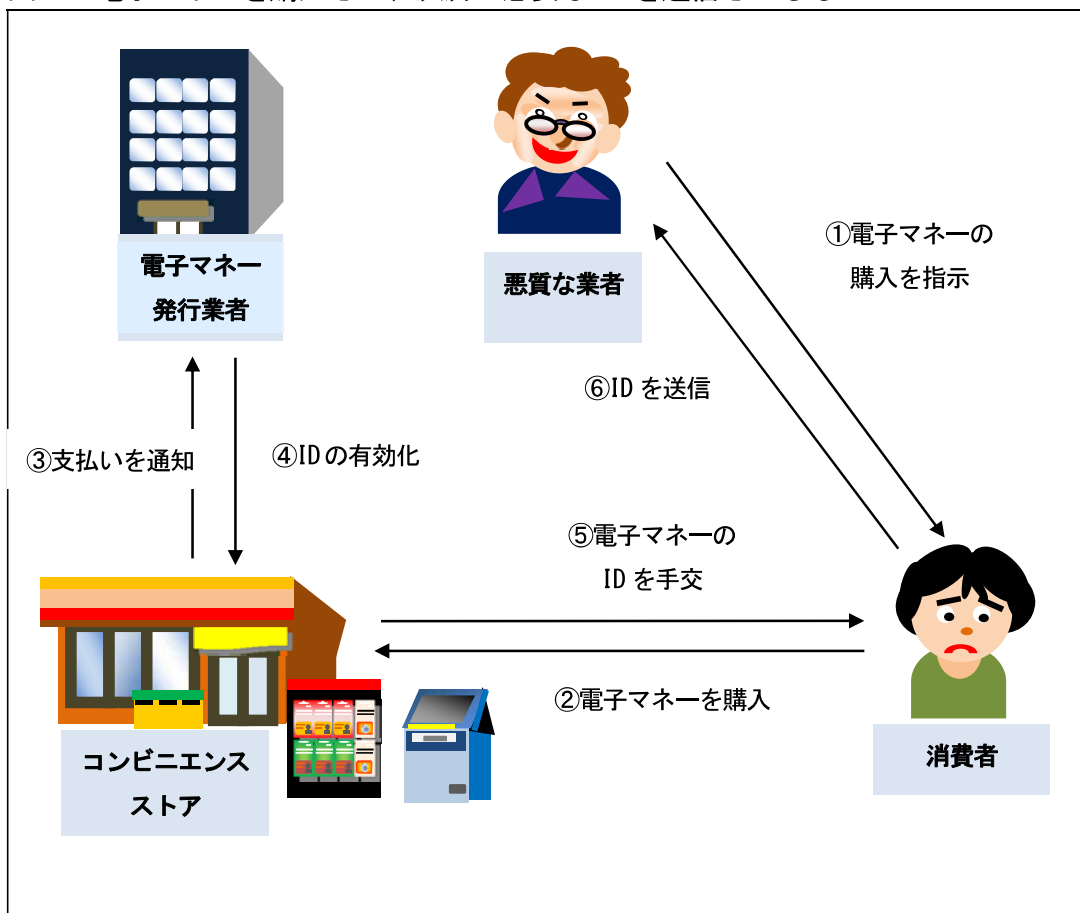 電子マネー
発行業者
悪質な業者
①電子マネーの
購入を指示
⑥ID を送信
③支払いを通知
④ID の有効化
⑤電子マネーの
ID を手交
②電子マネーを購入
コンビニエンス
ストア
消費者